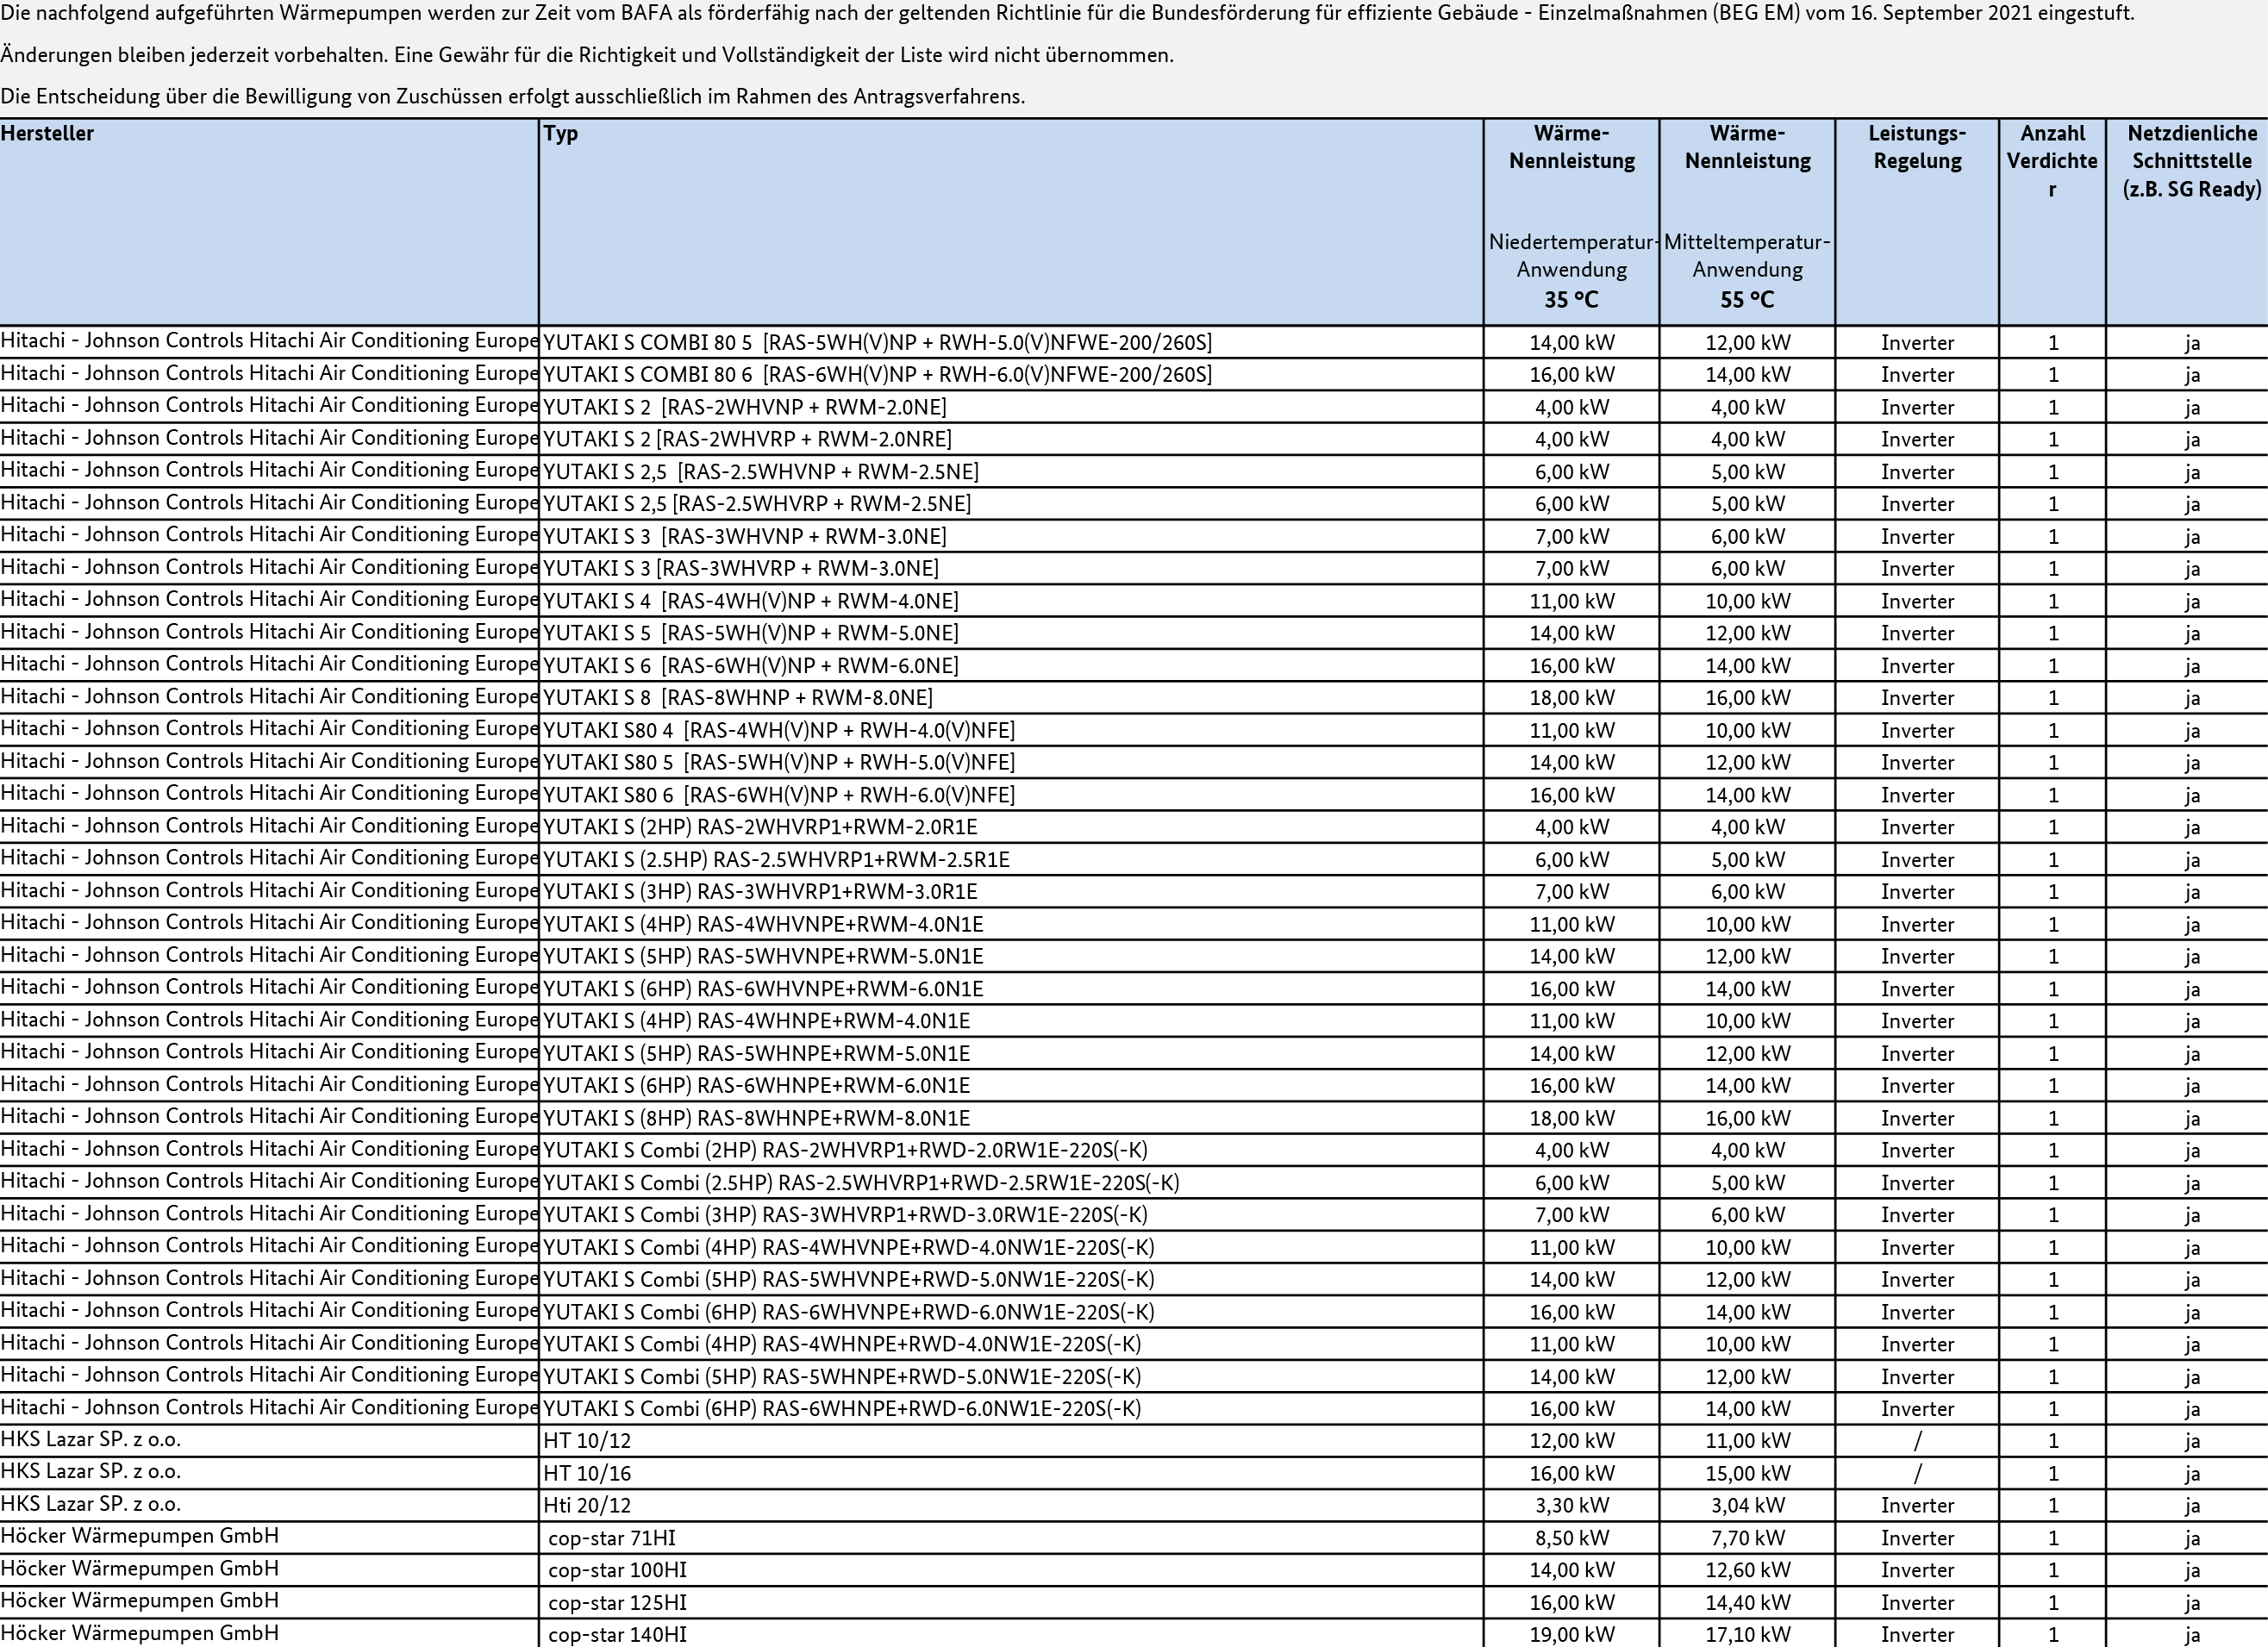 Die nachfolgend aufgeführten Wärmepumpen werden zur Zeit vom BAFA als förderfähig nach der geltenden Richtlinie für die Bundesförderung für effiziente Gebäude - Einzelmaßnahmen (BEG EM) vom 16. September 2021 eingestuft.
Änderungen bleiben jederzeit vorbehalten. Eine Gewähr für die Richtigkeit und Vollständigkeit der Liste wird nicht übernommen.
Die Entscheidung über die Bewilligung von Zuschüssen erfolgt ausschließlich im Rahmen des Antragsverfahrens.
Hersteller Typ Wärme- Wärme- Leistungs- Anzahl Netzdienliche
Nennleistung Nennleistung Regelung Verdichte Schnittstelle
r (z.B. SG Ready)
Niedertemperatur- Mitteltemperatur-
Anwendung Anwendung
35 °C 55 °C
Hitachi - Johnson Controls Hitachi Air Conditioning Europe YUTAKI S COMBI 80 5 [RAS-5WH(V)NP + RWH-5.0(V)NFWE-200/260S] 14,00 kW 12,00 kW Inverter 1 ja
Hitachi - Johnson Controls Hitachi Air Conditioning Europe YUTAKI S COMBI 80 6 [RAS-6WH(V)NP + RWH-6.0(V)NFWE-200/260S] 16,00 kW 14,00 kW Inverter 1 ja
Hitachi - Johnson Controls Hitachi Air Conditioning Europe YUTAKI S 2 [RAS-2WHVNP + RWM-2.0NE] 4,00 kW 4,00 kW Inverter 1 ja
Hitachi - Johnson Controls Hitachi Air Conditioning Europe YUTAKI S 2 [RAS-2WHVRP + RWM-2.0NRE] 4,00 kW 4,00 kW Inverter 1 ja
Hitachi - Johnson Controls Hitachi Air Conditioning Europe YUTAKI S 2,5 [RAS-2.5WHVNP + RWM-2.5NE] 6,00 kW 5,00 kW Inverter 1 ja
Hitachi - Johnson Controls Hitachi Air Conditioning Europe YUTAKI S 2,5 [RAS-2.5WHVRP + RWM-2.5NE] 6,00 kW 5,00 kW Inverter 1 ja
Hitachi - Johnson Controls Hitachi Air Conditioning Europe YUTAKI S 3 [RAS-3WHVNP + RWM-3.0NE] 7,00 kW 6,00 kW Inverter 1 ja
Hitachi - Johnson Controls Hitachi Air Conditioning Europe YUTAKI S 3 [RAS-3WHVRP + RWM-3.0NE] 7,00 kW 6,00 kW Inverter 1 ja
Hitachi - Johnson Controls Hitachi Air Conditioning Europe YUTAKI S 4 [RAS-4WH(V)NP + RWM-4.0NE] 11,00 kW 10,00 kW Inverter 1 ja
Hitachi - Johnson Controls Hitachi Air Conditioning Europe YUTAKI S 5 [RAS-5WH(V)NP + RWM-5.0NE] 14,00 kW 12,00 kW Inverter 1 ja
Hitachi - Johnson Controls Hitachi Air Conditioning Europe YUTAKI S 6 [RAS-6WH(V)NP + RWM-6.0NE] 16,00 kW 14,00 kW Inverter 1 ja
Hitachi - Johnson Controls Hitachi Air Conditioning Europe YUTAKI S 8 [RAS-8WHNP + RWM-8.0NE] 18,00 kW 16,00 kW Inverter 1 ja
Hitachi - Johnson Controls Hitachi Air Conditioning Europe YUTAKI S80 4 [RAS-4WH(V)NP + RWH-4.0(V)NFE] 11,00 kW 10,00 kW Inverter 1 ja
Hitachi - Johnson Controls Hitachi Air Conditioning Europe YUTAKI S80 5 [RAS-5WH(V)NP + RWH-5.0(V)NFE] 14,00 kW 12,00 kW Inverter 1 ja
Hitachi - Johnson Controls Hitachi Air Conditioning Europe YUTAKI S80 6 [RAS-6WH(V)NP + RWH-6.0(V)NFE] 16,00 kW 14,00 kW Inverter 1 ja
Hitachi - Johnson Controls Hitachi Air Conditioning Europe YUTAKI S (2HP) RAS-2WHVRP1+RWM-2.0R1E 4,00 kW 4,00 kW Inverter 1 ja
Hitachi - Johnson Controls Hitachi Air Conditioning Europe YUTAKI S (2.5HP) RAS-2.5WHVRP1+RWM-2.5R1E 6,00 kW 5,00 kW Inverter 1 ja
Hitachi - Johnson Controls Hitachi Air Conditioning Europe YUTAKI S (3HP) RAS-3WHVRP1+RWM-3.0R1E 7,00 kW 6,00 kW Inverter 1 ja
Hitachi - Johnson Controls Hitachi Air Conditioning Europe YUTAKI S (4HP) RAS-4WHVNPE+RWM-4.0N1E 11,00 kW 10,00 kW Inverter 1 ja
Hitachi - Johnson Controls Hitachi Air Conditioning Europe YUTAKI S (5HP) RAS-5WHVNPE+RWM-5.0N1E 14,00 kW 12,00 kW Inverter 1 ja
Hitachi - Johnson Controls Hitachi Air Conditioning Europe YUTAKI S (6HP) RAS-6WHVNPE+RWM-6.0N1E 16,00 kW 14,00 kW Inverter 1 ja
Hitachi - Johnson Controls Hitachi Air Conditioning Europe YUTAKI S (4HP) RAS-4WHNPE+RWM-4.0N1E 11,00 kW 10,00 kW Inverter 1 ja
Hitachi - Johnson Controls Hitachi Air Conditioning Europe YUTAKI S (5HP) RAS-5WHNPE+RWM-5.0N1E 14,00 kW 12,00 kW Inverter 1 ja
Hitachi - Johnson Controls Hitachi Air Conditioning Europe YUTAKI S (6HP) RAS-6WHNPE+RWM-6.0N1E 16,00 kW 14,00 kW Inverter 1 ja
Hitachi - Johnson Controls Hitachi Air Conditioning Europe YUTAKI S (8HP) RAS-8WHNPE+RWM-8.0N1E 18,00 kW 16,00 kW Inverter 1 ja
Hitachi - Johnson Controls Hitachi Air Conditioning Europe YUTAKI S Combi (2HP) RAS-2WHVRP1+RWD-2.0RW1E-220S(-K) 4,00 kW 4,00 kW Inverter 1 ja
Hitachi - Johnson Controls Hitachi Air Conditioning Europe YUTAKI S Combi (2.5HP) RAS-2.5WHVRP1+RWD-2.5RW1E-220S(-K) 6,00 kW 5,00 kW Inverter 1 ja
Hitachi - Johnson Controls Hitachi Air Conditioning Europe YUTAKI S Combi (3HP) RAS-3WHVRP1+RWD-3.0RW1E-220S(-K) 7,00 kW 6,00 kW Inverter 1 ja
Hitachi - Johnson Controls Hitachi Air Conditioning Europe YUTAKI S Combi (4HP) RAS-4WHVNPE+RWD-4.0NW1E-220S(-K) 11,00 kW 10,00 kW Inverter 1 ja
Hitachi - Johnson Controls Hitachi Air Conditioning Europe YUTAKI S Combi (5HP) RAS-5WHVNPE+RWD-5.0NW1E-220S(-K) 14,00 kW 12,00 kW Inverter 1 ja
Hitachi - Johnson Controls Hitachi Air Conditioning Europe YUTAKI S Combi (6HP) RAS-6WHVNPE+RWD-6.0NW1E-220S(-K) 16,00 kW 14,00 kW Inverter 1 ja
Hitachi - Johnson Controls Hitachi Air Conditioning Europe YUTAKI S Combi (4HP) RAS-4WHNPE+RWD-4.0NW1E-220S(-K) 11,00 kW 10,00 kW Inverter 1 ja
Hitachi - Johnson Controls Hitachi Air Conditioning Europe YUTAKI S Combi (5HP) RAS-5WHNPE+RWD-5.0NW1E-220S(-K) 14,00 kW 12,00 kW Inverter 1 ja
Hitachi - Johnson Controls Hitachi Air Conditioning Europe YUTAKI S Combi (6HP) RAS-6WHNPE+RWD-6.0NW1E-220S(-K) 16,00 kW 14,00 kW Inverter 1 ja
HKS Lazar SP. z o.o. HT 10/12 12,00 kW 11,00 kW / 1 ja
HKS Lazar SP. z o.o. HT 10/16 16,00 kW 15,00 kW / 1 ja
HKS Lazar SP. z o.o. Hti 20/12 3,30 kW 3,04 kW Inverter 1 ja
Höcker Wärmepumpen GmbH cop-star 71HI 8,50 kW 7,70 kW Inverter 1 ja
Höcker Wärmepumpen GmbH cop-star 100HI 14,00 kW 12,60 kW Inverter 1 ja
Höcker Wärmepumpen GmbH cop-star 125HI 16,00 kW 14,40 kW Inverter 1 ja
Höcker Wärmepumpen GmbH cop-star 140HI 19,00 kW 17,10 kW Inverter 1 ja